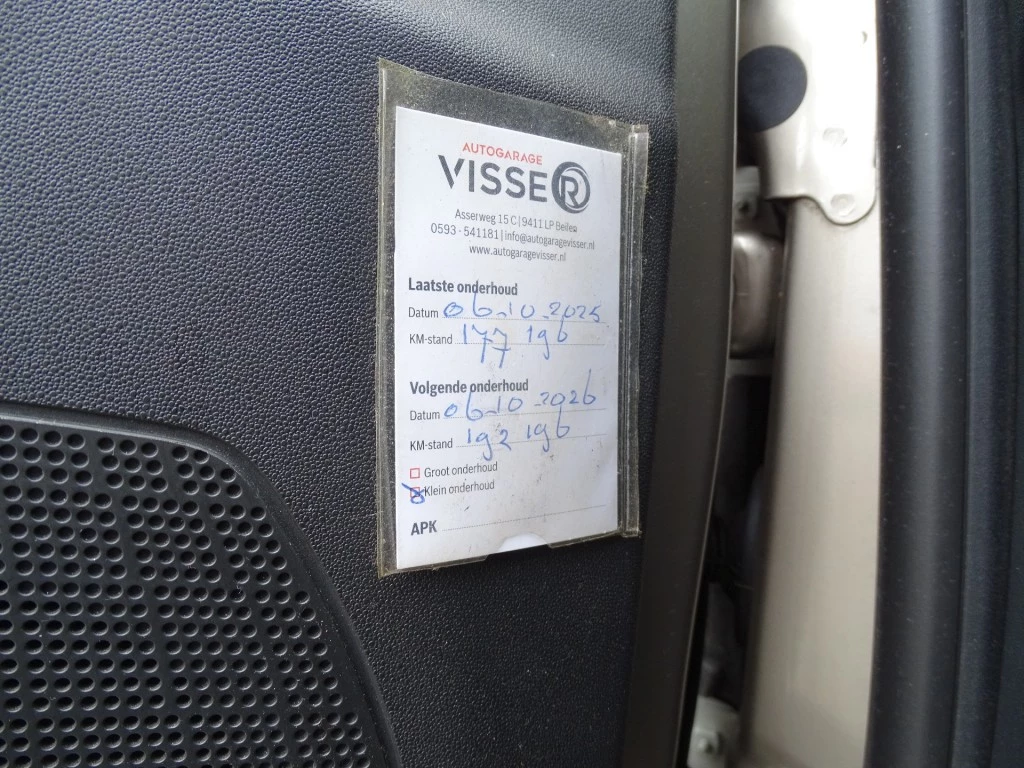 AUTOGARAGE
VISSER
Asserweg 15 C | 9411 LP Beilen
0593 - 541181 | info@autogaragevisser.nl
www.autogaragevisser.nl
Laatste onderhoud
Datum 06-10-2025
KM-stand 177 196
Volgende onderhoud
Datum 06-10-2026
KM-stand 192 196
Groot onderhoud
Klein onderhoud
APK